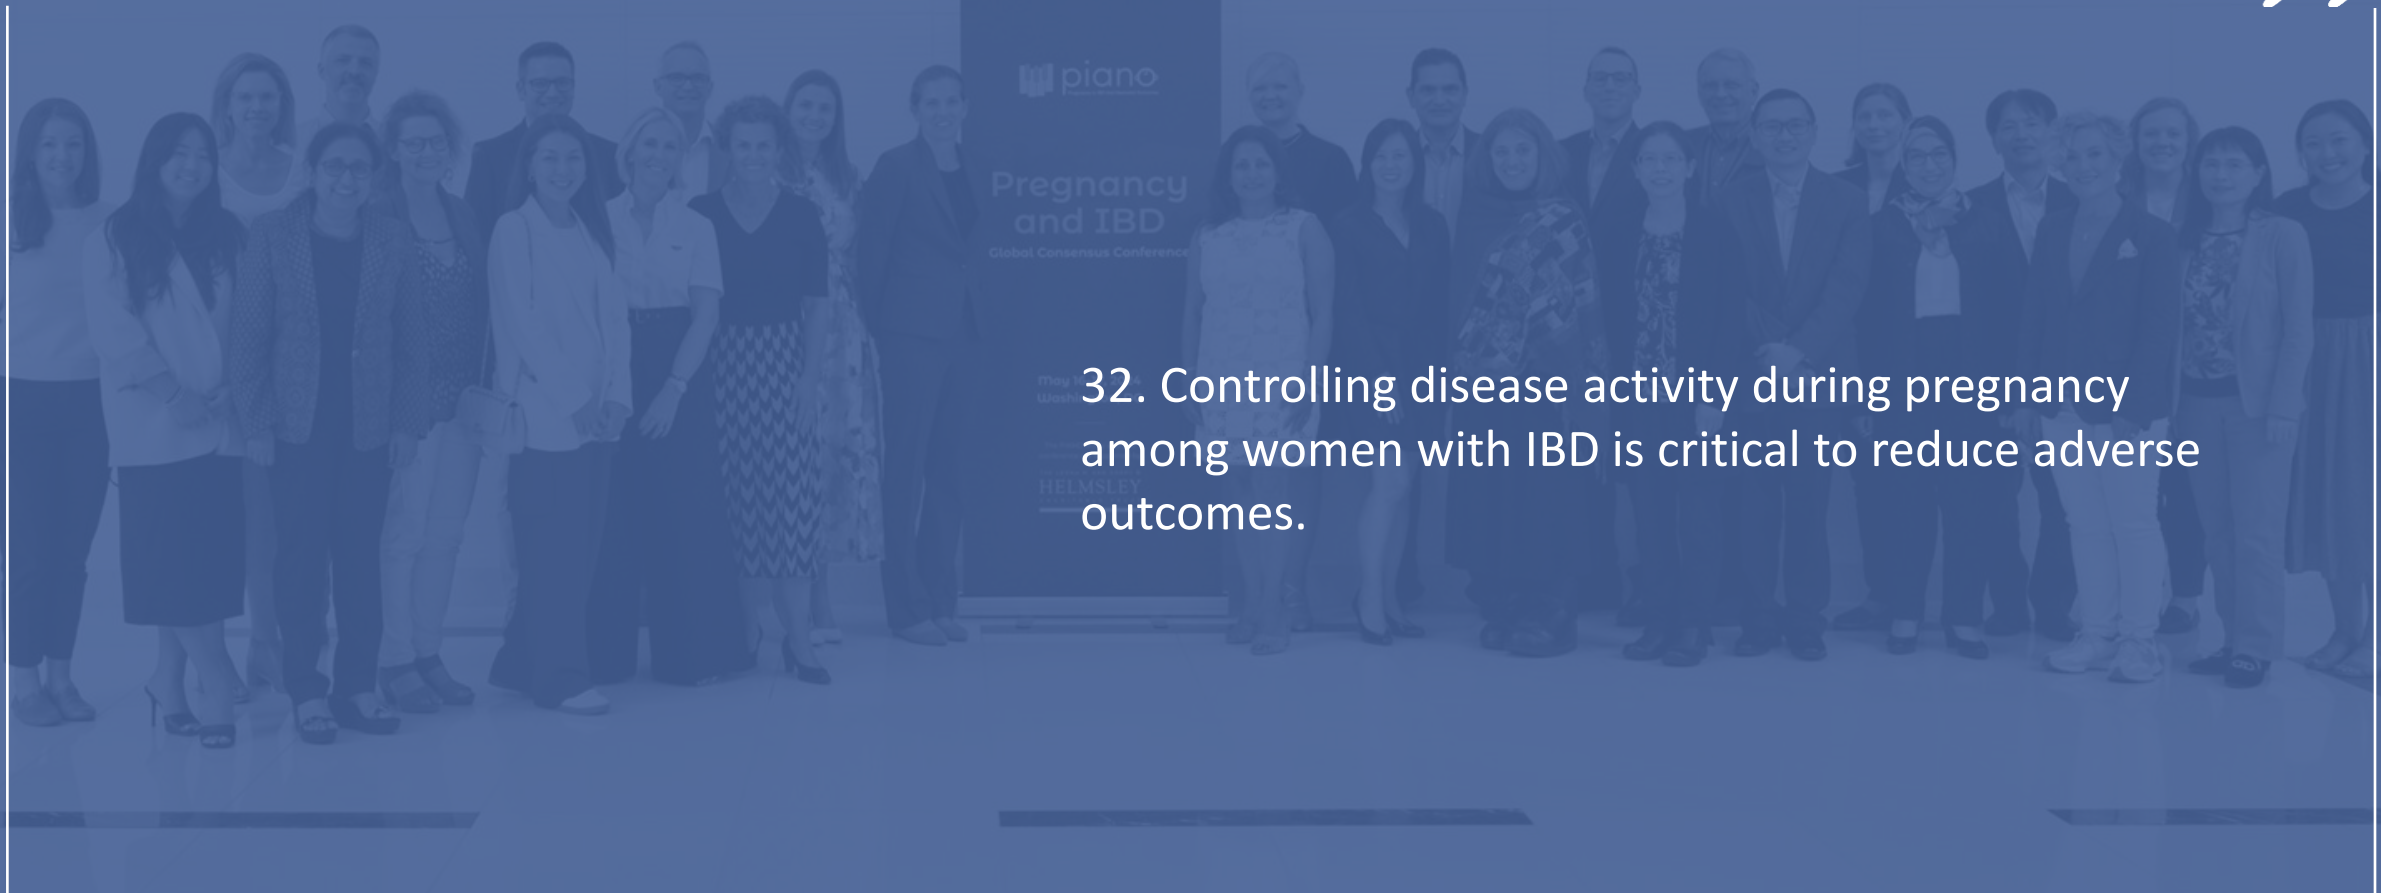 piano
Pregnancy
and IBD
Global Consensus Conference
32. Controlling disease activity during pregnancy
among women with IBD is critical to reduce adverse
HELMSLEY
outcomes.